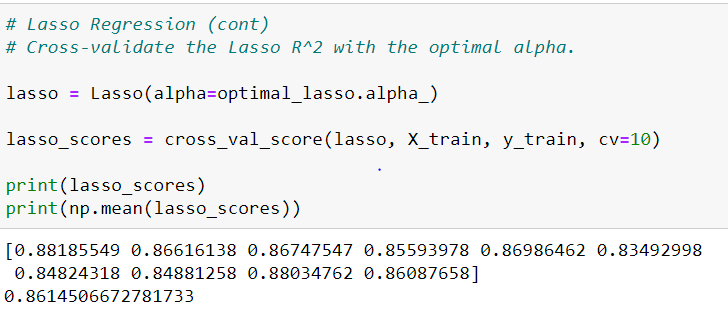 # Lasso Regression (cont)
# Cross-validate the Lasso R^2 with the optimal alpha.
lasso = Lasso(alpha=optimal_lasso.alpha_)
lasso_scores = cross_val_score(lasso, X_train, y_train, cv=10)
print(lasso_scores)
print(np.mean(lasso_scores))
[0.88185549 0.86616138 0.86747547 0.85593978 0.86986462 0.83492998
0.84824318 0.84881258 0.88034762 0.86087658]
0.8614506672781733